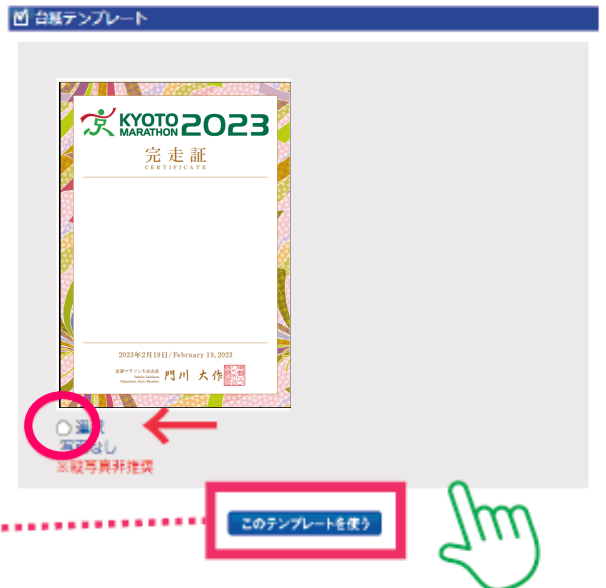 台紙テンプレート
KYOTO
MARATHON 2023
完走証
CERTIFICATE
2023年2月19日/February 19, 2023
京都マラソン大会会長 門川 大作
選択
写真なし
※縦写真非推奨
このテンプレートを使う